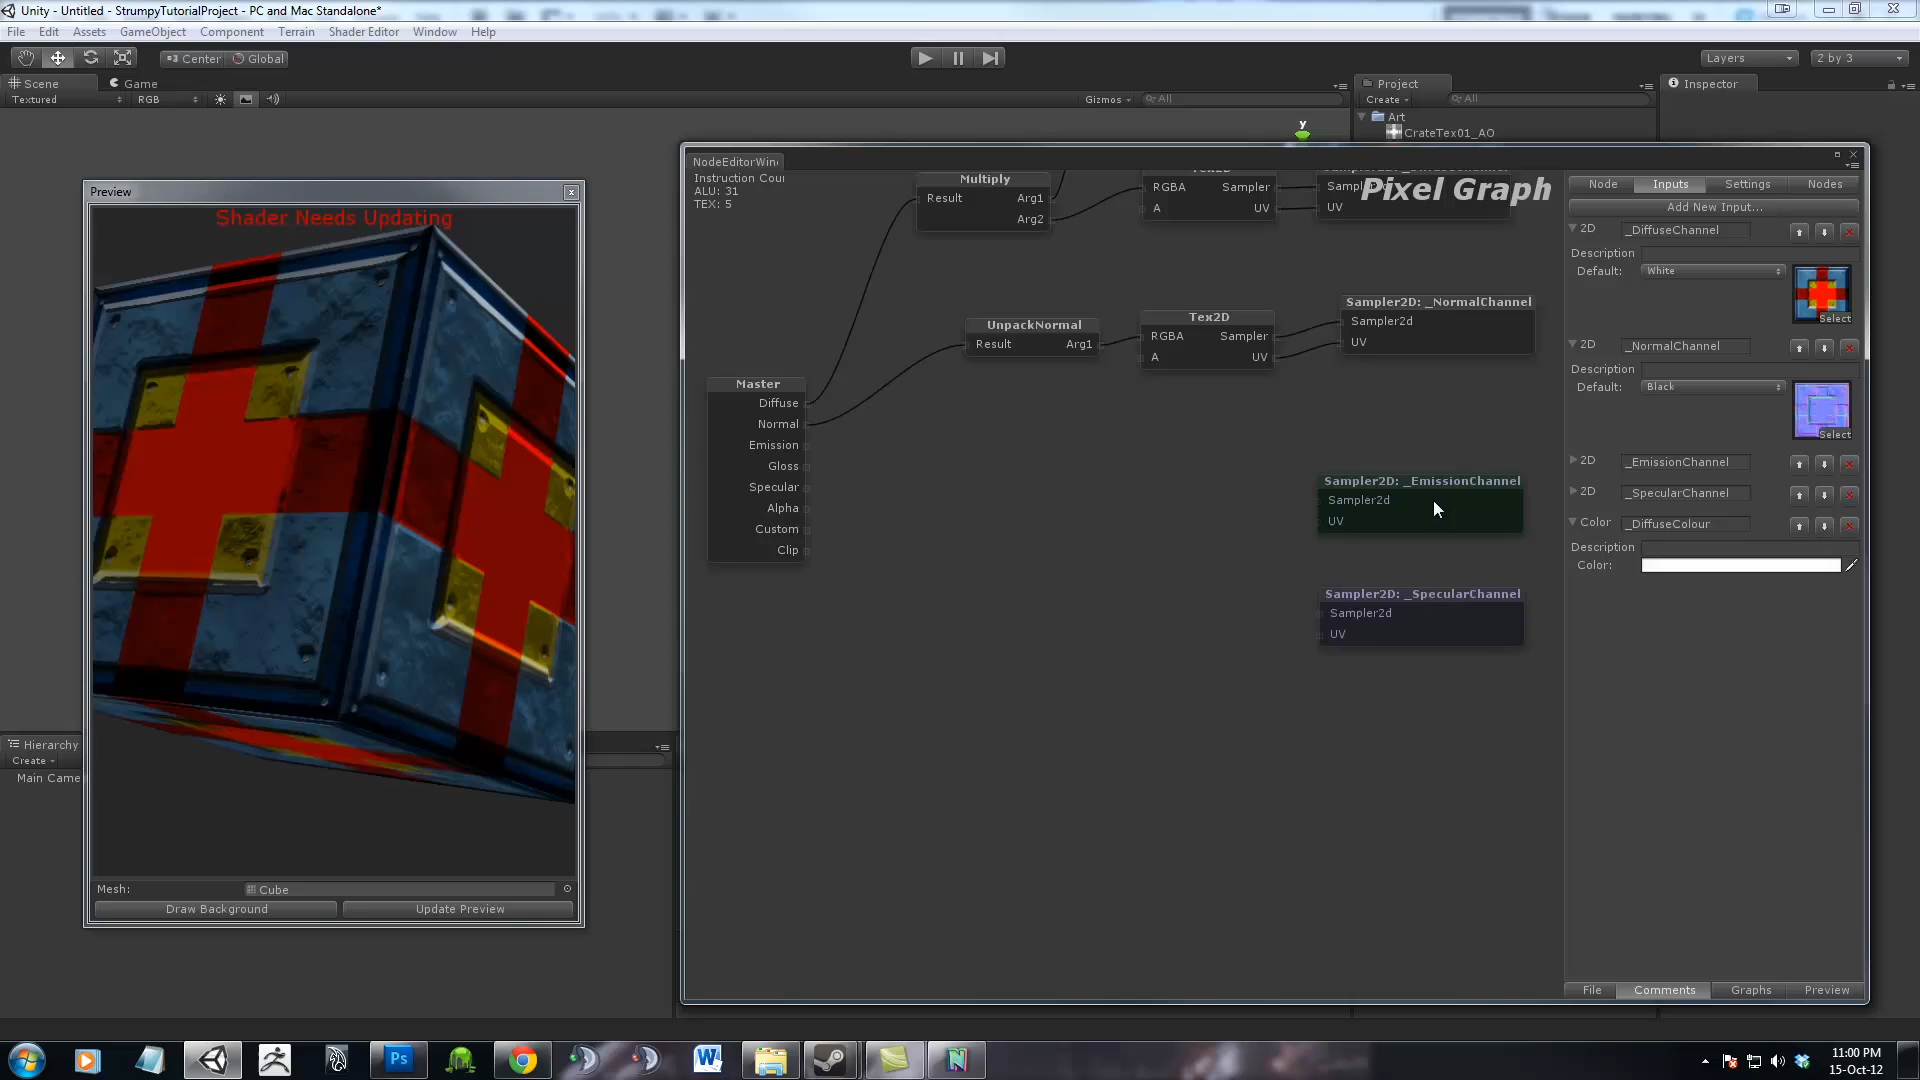 Unity - Untitled - StrumpyTutorialProject - PC and Mac Standalone*
File Edit Assets GameObject Component Terrain Shader Editor Window Help
Center Global
Layers 2 by 3
Scene Game
Project
Inspector
Textured RGB
Gizmos All
Create All
Art
CrateTex01_AO
NodeEditorWin
Instruction Cou
ALU: 31
TEX: 5
Pixel Graph
Multiply
Result Arg1
Arg2
RGBA Sampler
A UV
UV
UnpackNormal
Result Arg1
Tex2D
RGBA Sampler
A UV
Sampler2D: _NormalChannel
Sampler2d
UV
Master
Diffuse
Normal
Emission
Gloss
Specular
Alpha
Custom
Clip
Sampler2D: _EmissionChannel
Sampler2d
UV
Sampler2D: _SpecularChannel
Sampler2d
UV
Node Inputs Settings Nodes
Add New Input...
2D _DiffuseChannel
Description
Default: White
Select
2D _NormalChannel
Description
Default: Black
Select
2D _EmissionChannel
2D _SpecularChannel
Color _DiffuseColour
Description
Color:
File Comments Graphs Preview
Preview
Shader Needs Updating
Mesh: Cube
Draw Background Update Preview
Hierarchy
Create
Main Came
Ps
W
N
11:00 PM
15-Oct-12